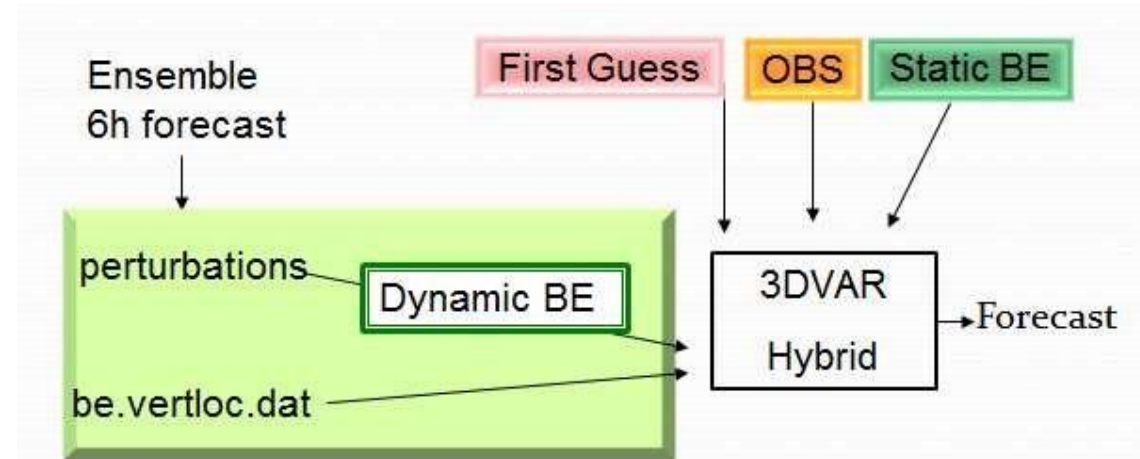 Ensemble
6h forecast
First Guess
OBS
Static BE
perturbations
Dynamic BE
be.vertloc.dat
3DVAR
Hybrid
Forecast